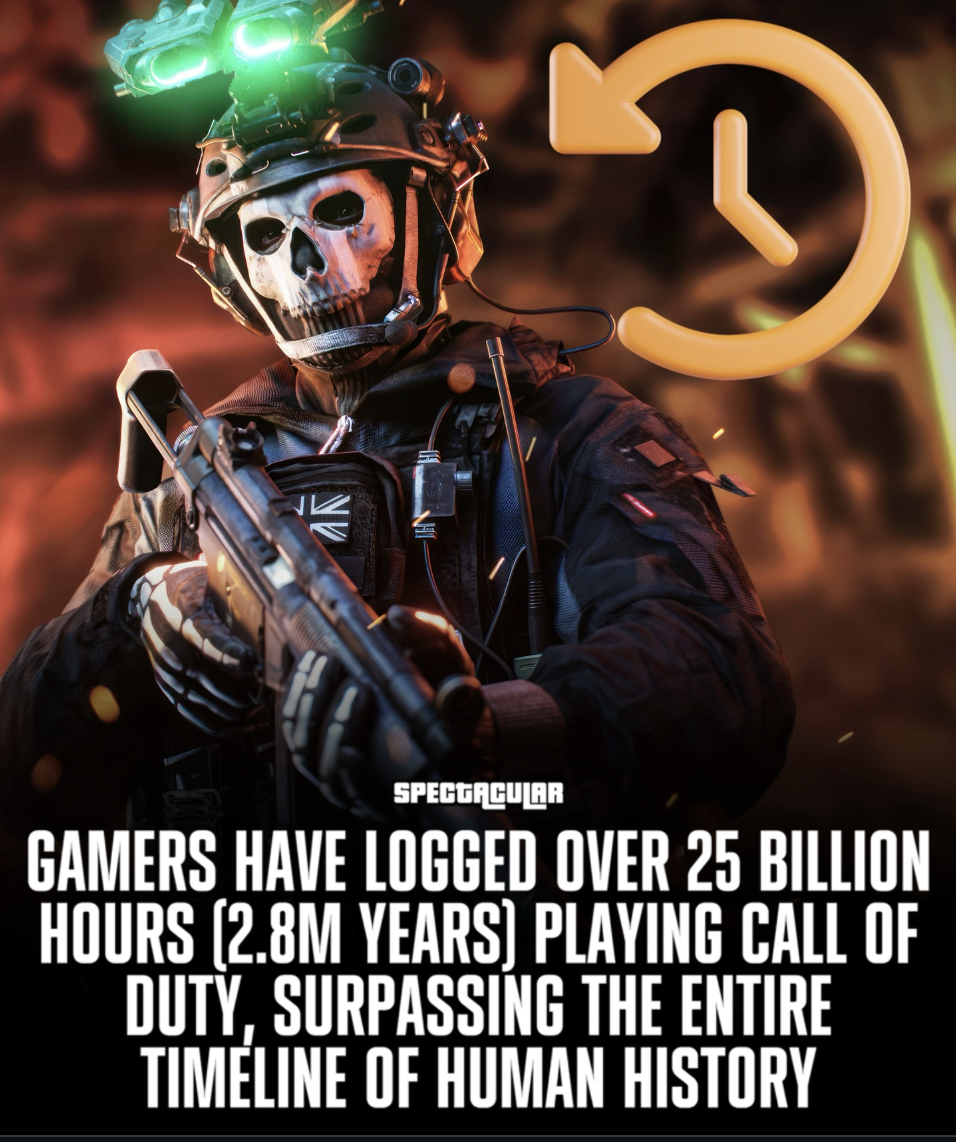 SPECTACULAR
GAMERS HAVE LOGGED OVER 25 BILLION
HOURS (2.8M YEARS) PLAYING CALL OF
DUTY, SURPASSING THE ENTIRE
TIMELINE OF HUMAN HISTORY